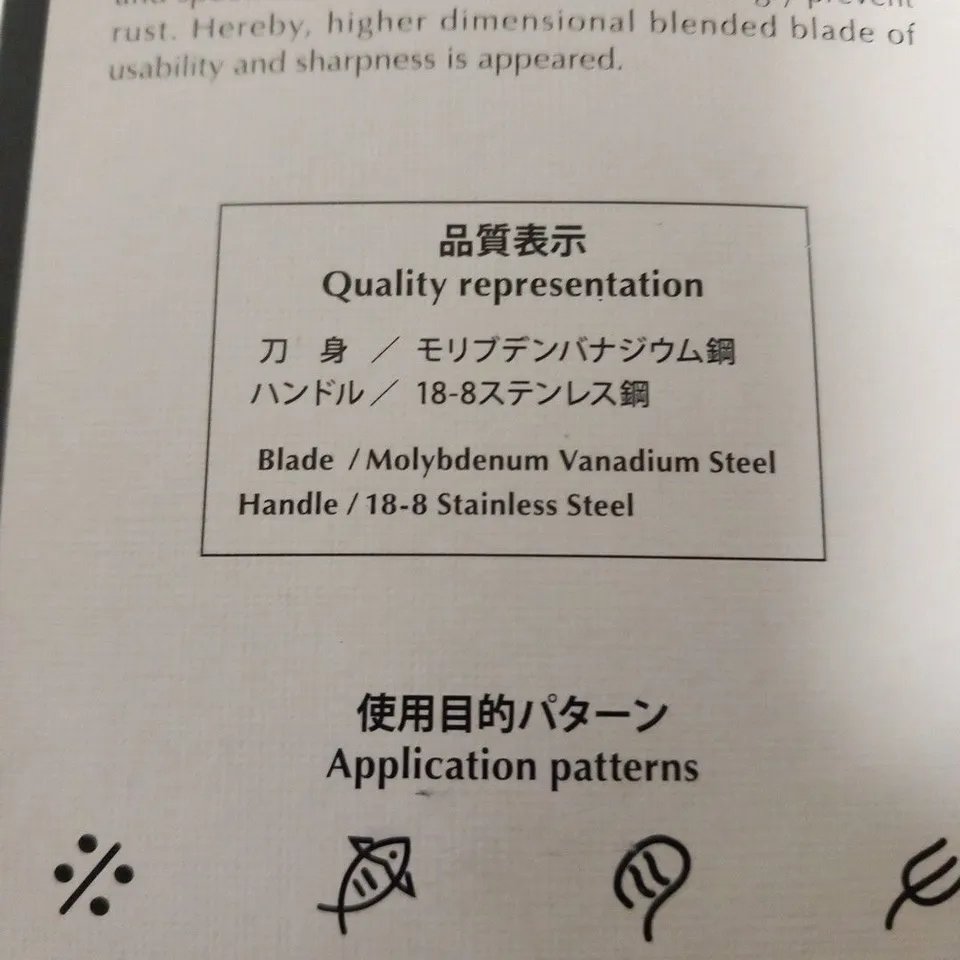 prevent
rust. Hereby, higher dimensional blended blade of
usability and sharpness is appeared.
品質表示
Quality representation
刀 身 ／ モリブデンバナジウム鋼
ハンドル／ 18-8ステンレス鋼
Blade / Molybdenum Vanadium Steel
Handle / 18-8 Stainless Steel
使用目的パターン
Application patterns